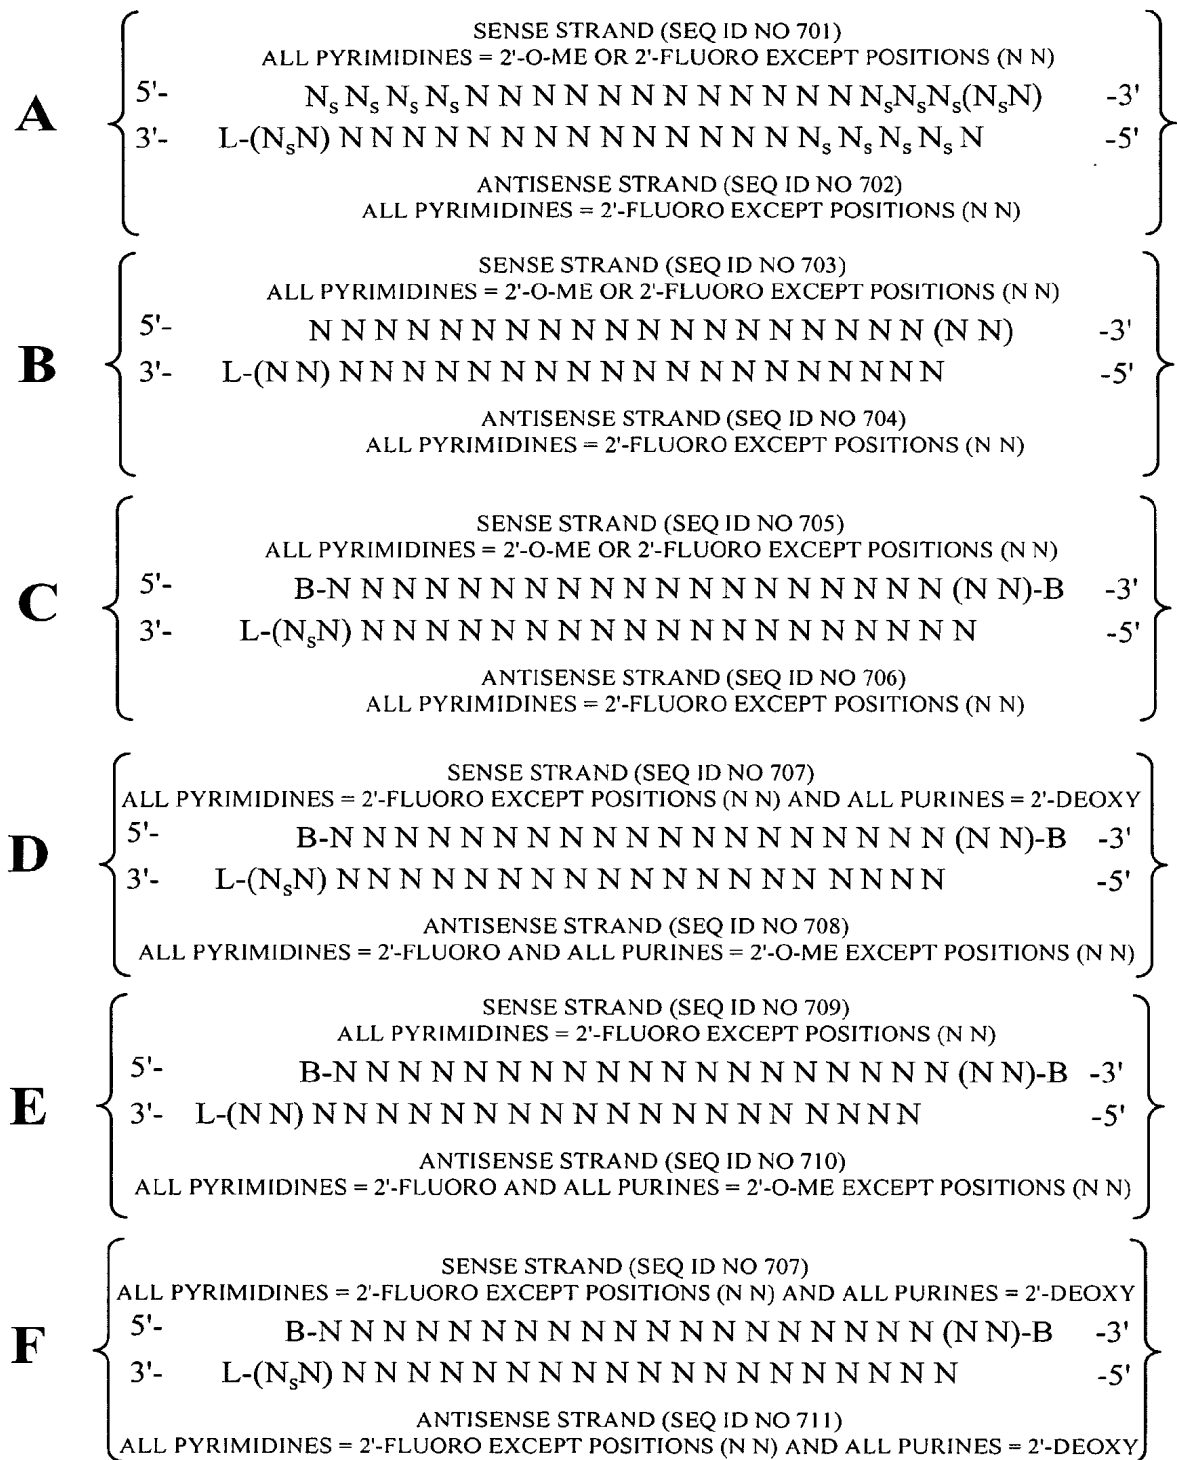 A
SENSE STRAND (SEQ ID NO 701)
ALL PYRIMIDINES = 2'-O-ME OR 2'-FLUORO EXCEPT POSITIONS (N N)
5'- NₛNₛNₛNₛN N N N N N N N N N N N NₛNₛNₛ(NₛN) -3'
3'- L-(NₛN) N N N N N N N N N N N N N N Nₛ Nₛ Nₛ Nₛ N -5'
ANTISENSE STRAND (SEQ ID NO 702)
ALL PYRIMIDINES = 2'-FLUORO EXCEPT POSITIONS (N N)
B
SENSE STRAND (SEQ ID NO 703)
ALL PYRIMIDINES = 2'-O-ME OR 2'-FLUORO EXCEPT POSITIONS (N N)
5'- N N N N N N N N N N N N N N N N N N N (N N) -3'
3'- L-(N N) N N N N N N N N N N N N N N N N N N N -5'
ANTISENSE STRAND (SEQ ID NO 704)
ALL PYRIMIDINES = 2'-FLUORO EXCEPT POSITIONS (N N)
C
SENSE STRAND (SEQ ID NO 705)
ALL PYRIMIDINES = 2'-O-ME OR 2'-FLUORO EXCEPT POSITIONS (N N)
5'- B-N N N N N N N N N N N N N N N N N N N (N N)-B -3'
3'- L-(NₛN) N N N N N N N N N N N N N N N N N N N -5'
ANTISENSE STRAND (SEQ ID NO 706)
ALL PYRIMIDINES = 2'-FLUORO EXCEPT POSITIONS (N N)
D
SENSE STRAND (SEQ ID NO 707)
ALL PYRIMIDINES = 2'-FLUORO EXCEPT POSITIONS (N N) AND ALL PURINES = 2'-DEOXY
5'- B-N N N N N N N N N N N N N N N N N N N (N N)-B -3'
3'- L-(NₛN) N N N N N N N N N N N N N N N N N N N -5'
ANTISENSE STRAND (SEQ ID NO 708)
ALL PYRIMIDINES = 2'-FLUORO AND ALL PURINES = 2'-O-ME EXCEPT POSITIONS (N N)
E
SENSE STRAND (SEQ ID NO 709)
ALL PYRIMIDINES = 2'-FLUORO EXCEPT POSITIONS (N N)
5'- B-N N N N N N N N N N N N N N N N N N N (N N)-B -3'
3'- L-(N N) N N N N N N N N N N N N N N N N N N N -5'
ANTISENSE STRAND (SEQ ID NO 710)
ALL PYRIMIDINES = 2'-FLUORO AND ALL PURINES = 2'-O-ME EXCEPT POSITIONS (N N)
F
SENSE STRAND (SEQ ID NO 707)
ALL PYRIMIDINES = 2'-FLUORO EXCEPT POSITIONS (N N) AND ALL PURINES = 2'-DEOXY
5'- B-N N N N N N N N N N N N N N N N N N N (N N)-B -3'
3'- L-(NₛN) N N N N N N N N N N N N N N N N N N N -5'
ANTISENSE STRAND (SEQ ID NO 711)
ALL PYRIMIDINES = 2'-FLUORO EXCEPT POSITIONS (N N) AND ALL PURINES = 2'-DEOXY